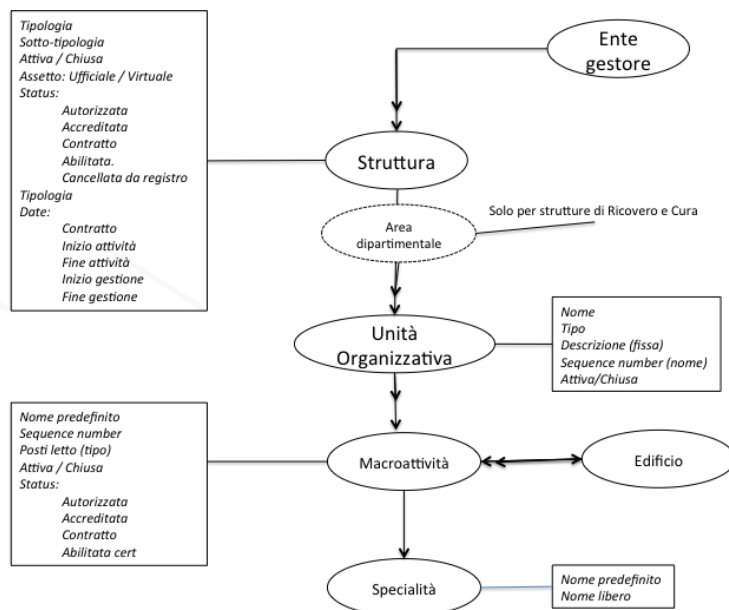 Tipologia
Sotto-tipologia
Attiva / Chiusa
Assetto: Ufficiale / Virtuale
Status:
Autorizzata
Accreditata
Contratto
Abilitata.
Cancellata da registro
Tipologia
Date:
Contratto
Inizio attività
Fine attività
Inizio gestione
Fine gestione
Ente
gestore
Struttura
Area
dipartimentale
Solo per strutture di Ricovero e Cura
Unità
Organizzativa
Nome
Tipo
Descrizione (fissa)
Sequence number (nome)
Attiva/Chiusa
Nome predefinito
Sequence number
Posti letto (tipo)
Attiva / Chiusa
Status:
Autorizzata
Accreditata
Contratto
Abilitata cert
Macroattività
Edificio
Specialità
Nome predefinito
Nome libero